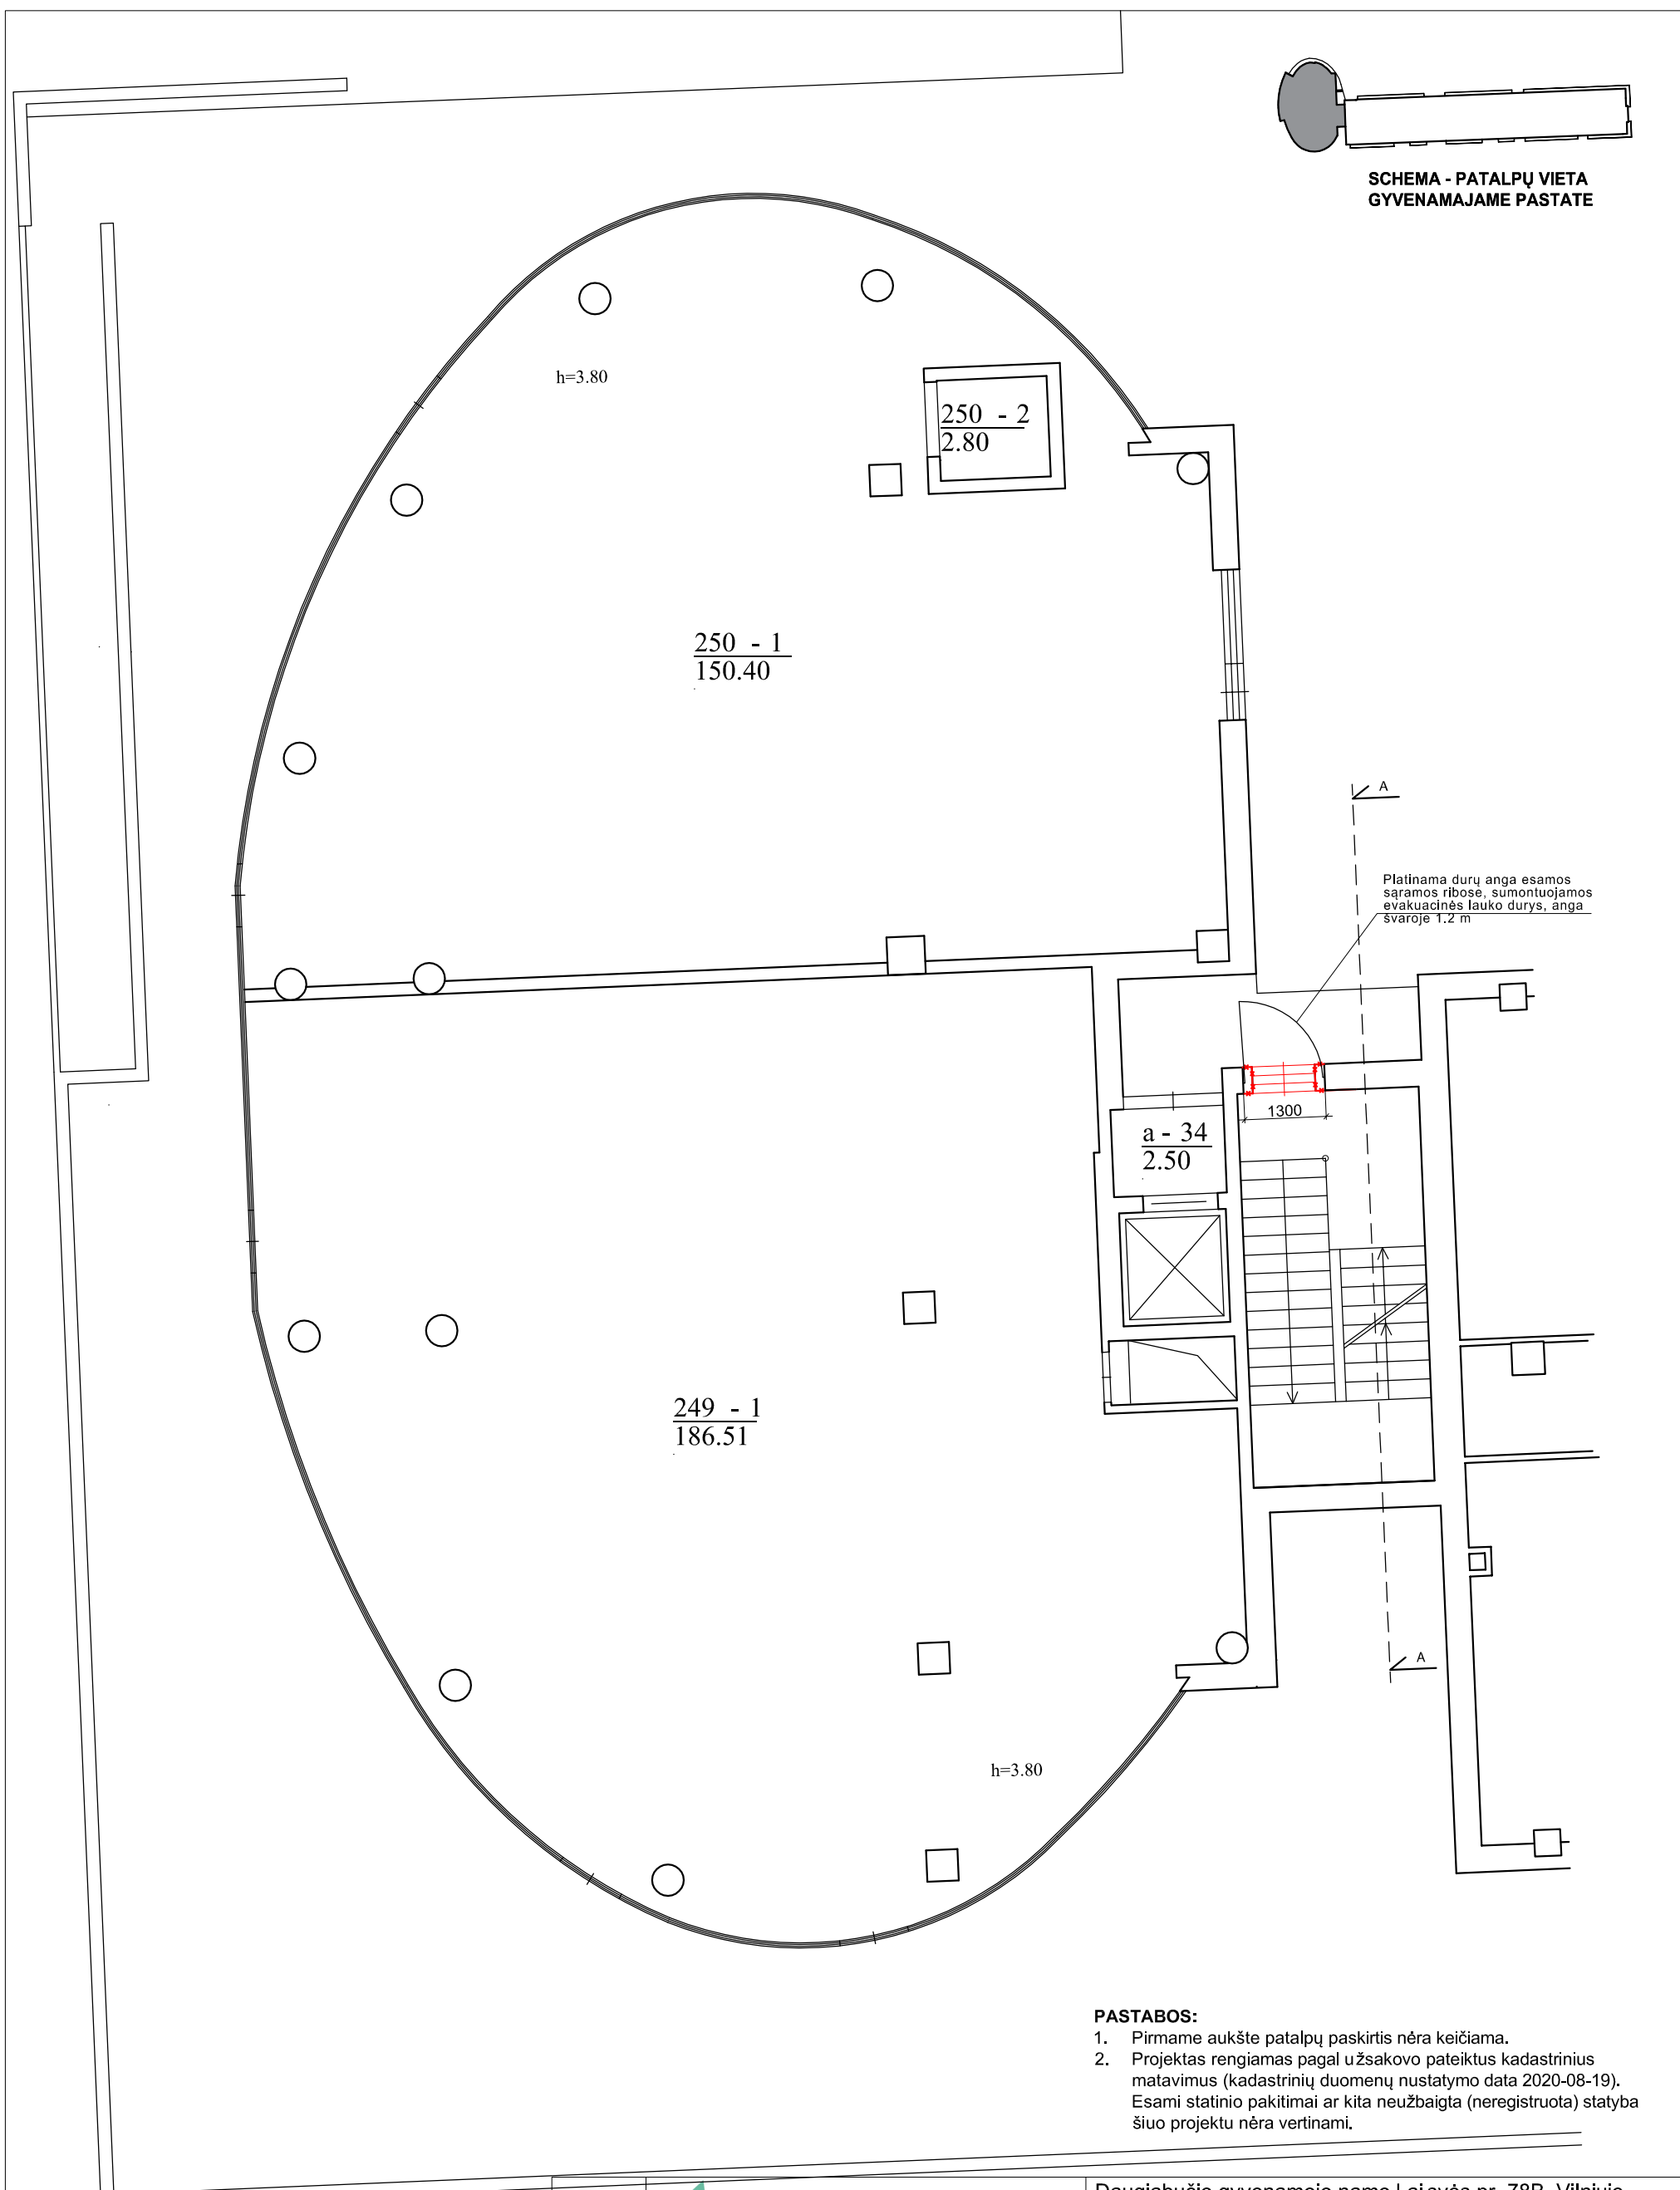 SCHEMA - PATALPŲ VIETA
GYVENAMAJAME PASTATE
h=3.80
250 - 2
2.80
250 - 1
150.40
A
Platinama durų anga esamos
sąramos ribose, sumontuojamos
evakuacinės lauko durys, anga
švaroje 1.2 m
1300
a - 34
2.50
249 - 1
186.51
A
h=3.80
PASTABOS:
1. Pirmame aukšte patalpų paskirtis nėra keičiama.
2. Projektas rengiamas pagal užsakovo pateiktus kadastrinius
matavimus (kadastrinių duomenų nustatymo data 2020-08-19).
Esami statinio pakitimai ar kita neužbaigta (neregistruota) statyba
šiuo projektu nėra vertinami.